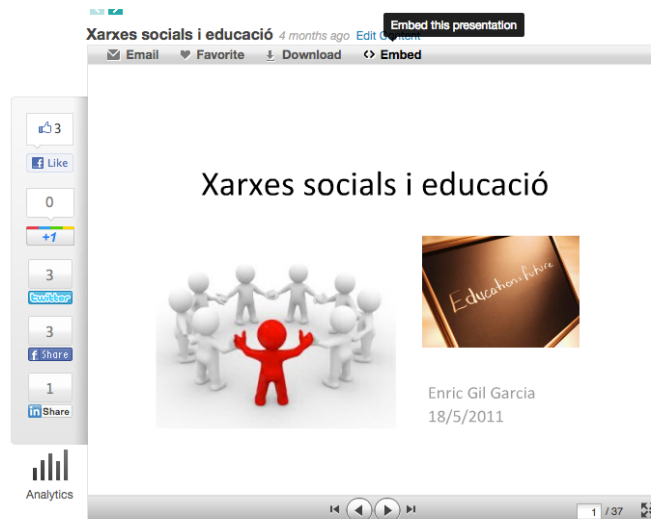 Embed this presentation
Xarxes socials i educació 4 months ago Edit Content
Email Favorite Download Embed
3
Like
0
+1
3
twitter
3
f Share
1
in Share
Analytics
Xarxes socials i educació
Education=future
Enric Gil Garcia
18/5/2011
1 / 37